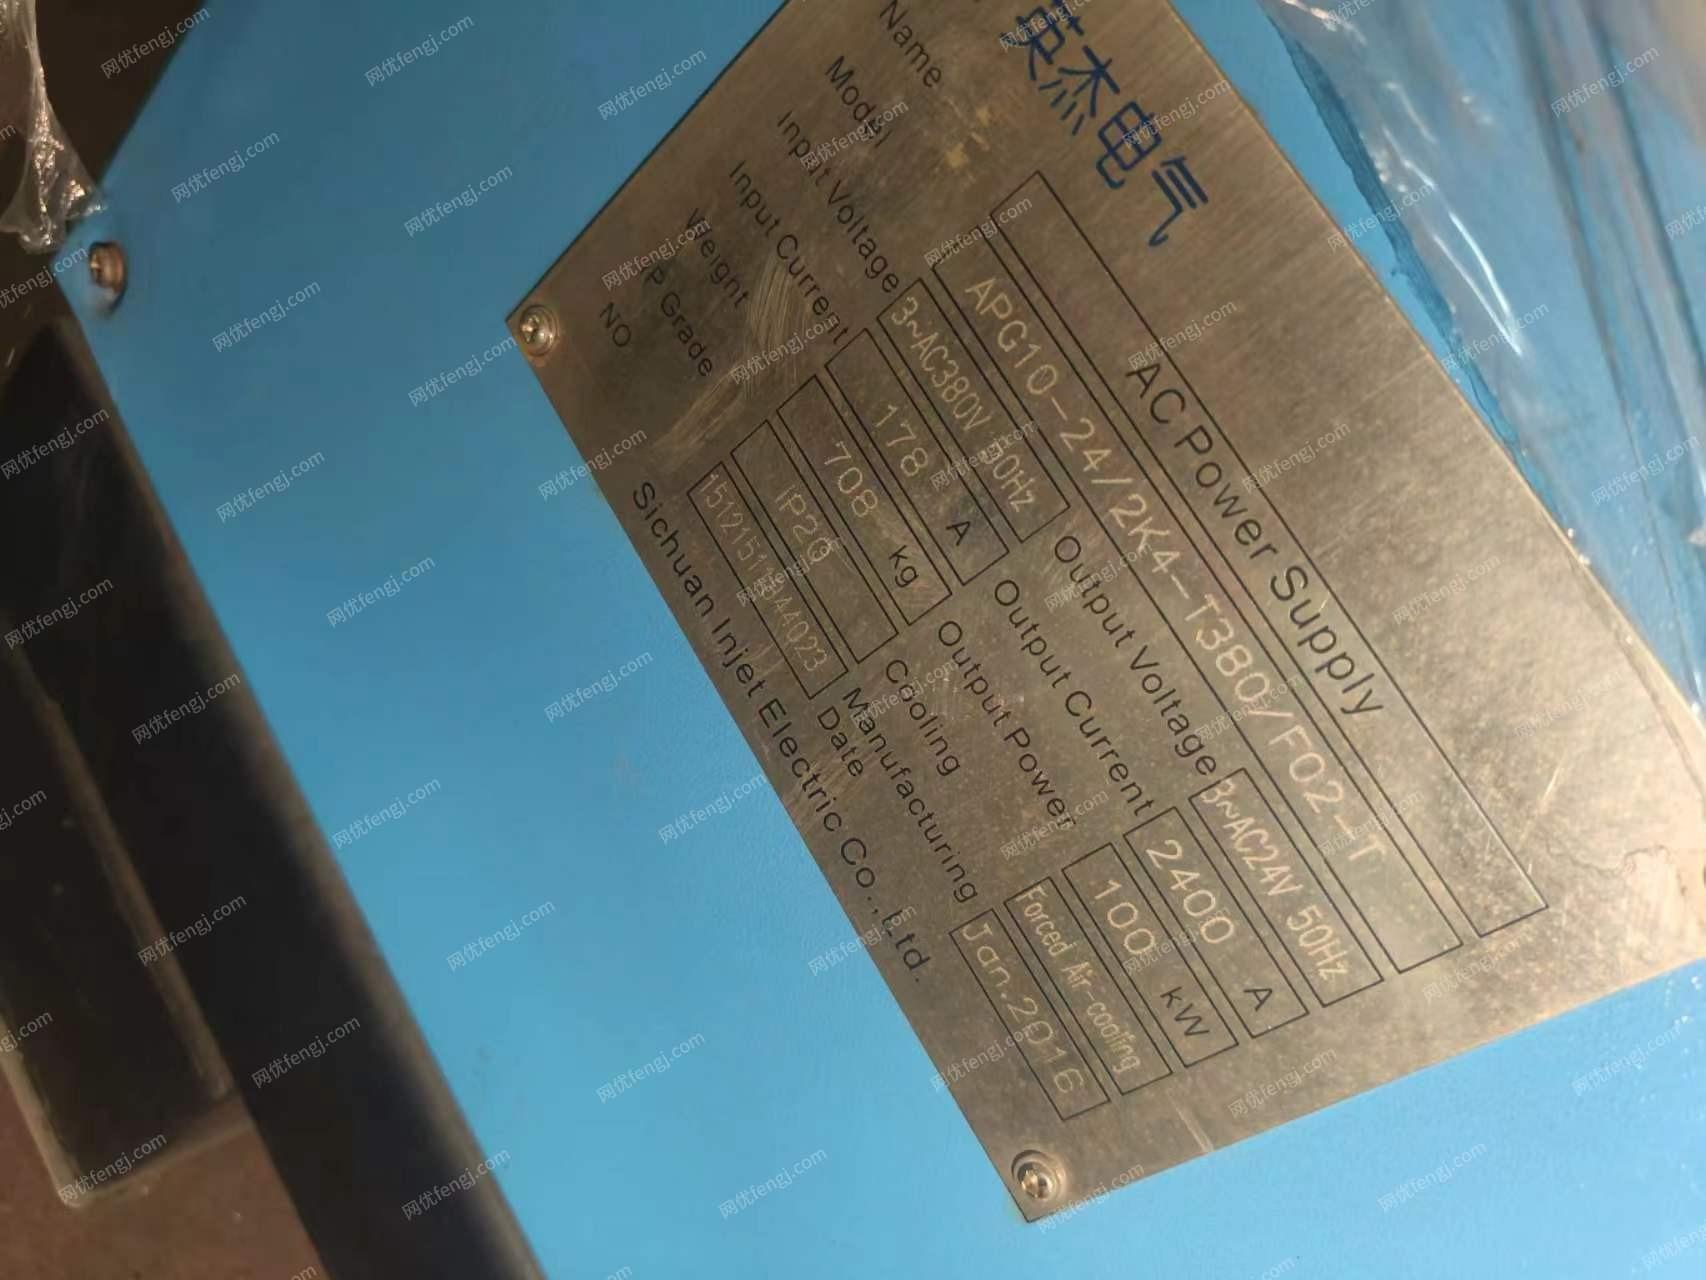 英杰电气
Name AC Power Supply
Model APG10-24/2K4-T380/F02-T
Input Voltage 3~AC380V 50Hz Output Voltage 3~AC24V 50Hz
Input Current 178 A Output Current 2400 A
Weight 708 kg Output Power 100 kW
P Grade IP20 Cooling Forced Air-cooling
NO Manufacturing Date Jan.2016
Sichuan Injet Electric Co.,Ltd.
网优fengj.com